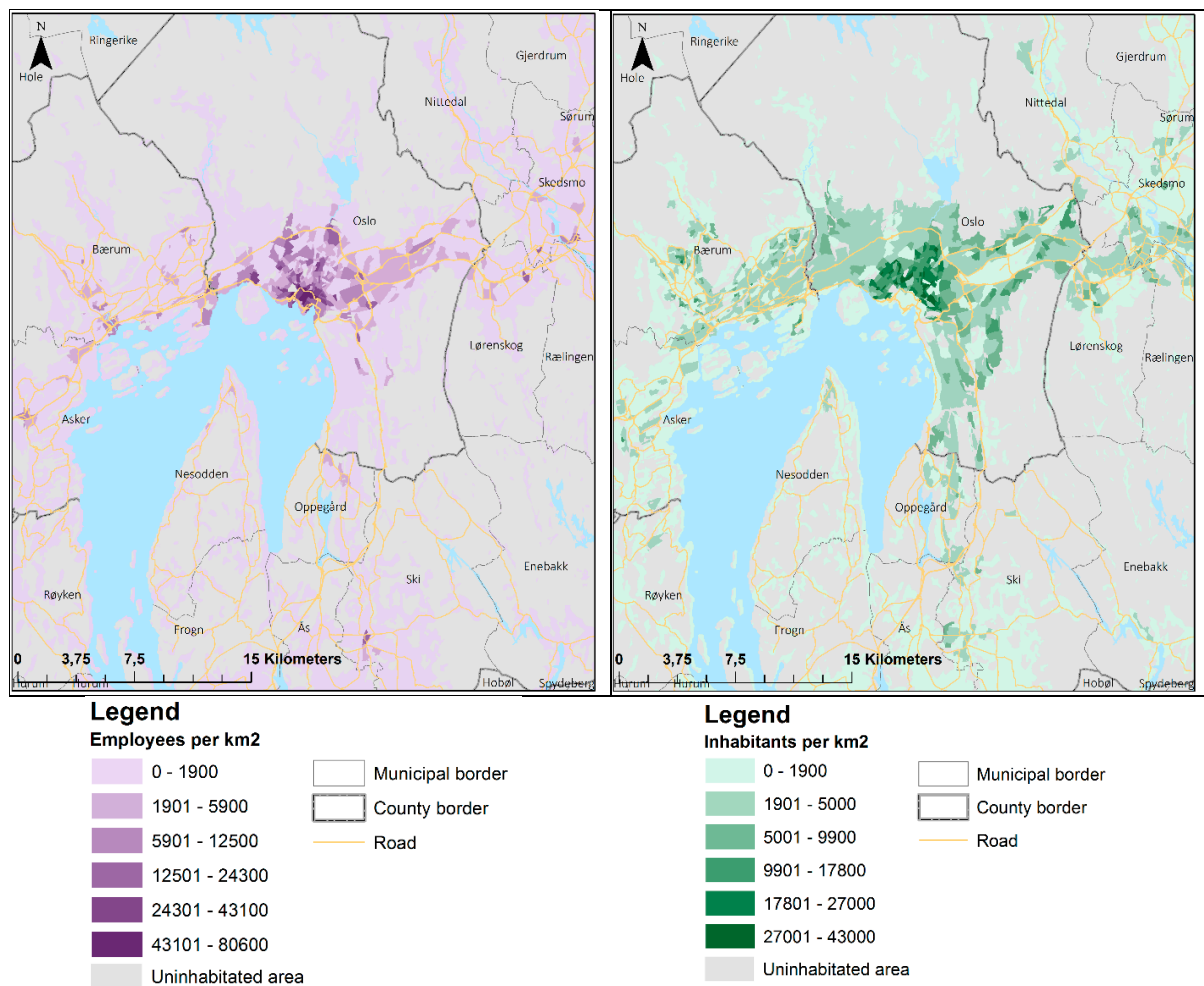 N
Ringerike
Hole
Gjerdrum
Nittedal
Sørum
Skedsmo
Oslo
Bærum
Lørenskog
Rælingen
Asker
Nesodden
Oppegård
Enebakk
Ski
Røyken
Frogn
Ås
0 3,75 7,5 15 Kilometers
Hurum Hurum Hobøl Spydeberg
N
Ringerike
Hole
Gjerdrum
Nittedal
Sørum
Skedsmo
Oslo
Bærum
Lørenskog
Rælingen
Asker
Nesodden
Oppegård
Enebakk
Ski
Røyken
Frogn
Ås
0 3,75 7,5 15 Kilometers
Hurum Hurum Hobøl Spydeberg
Legend
Employees per km2
0 - 1900
1901 - 5900
5901 - 12500
12501 - 24300
24301 - 43100
43101 - 80600
Uninhabitated area
Municipal border
County border
Road
Legend
Inhabitants per km2
0 - 1900
1901 - 5000
5001 - 9900
9901 - 17800
17801 - 27000
27001 - 43000
Uninhabitated area
Municipal border
County border
Road